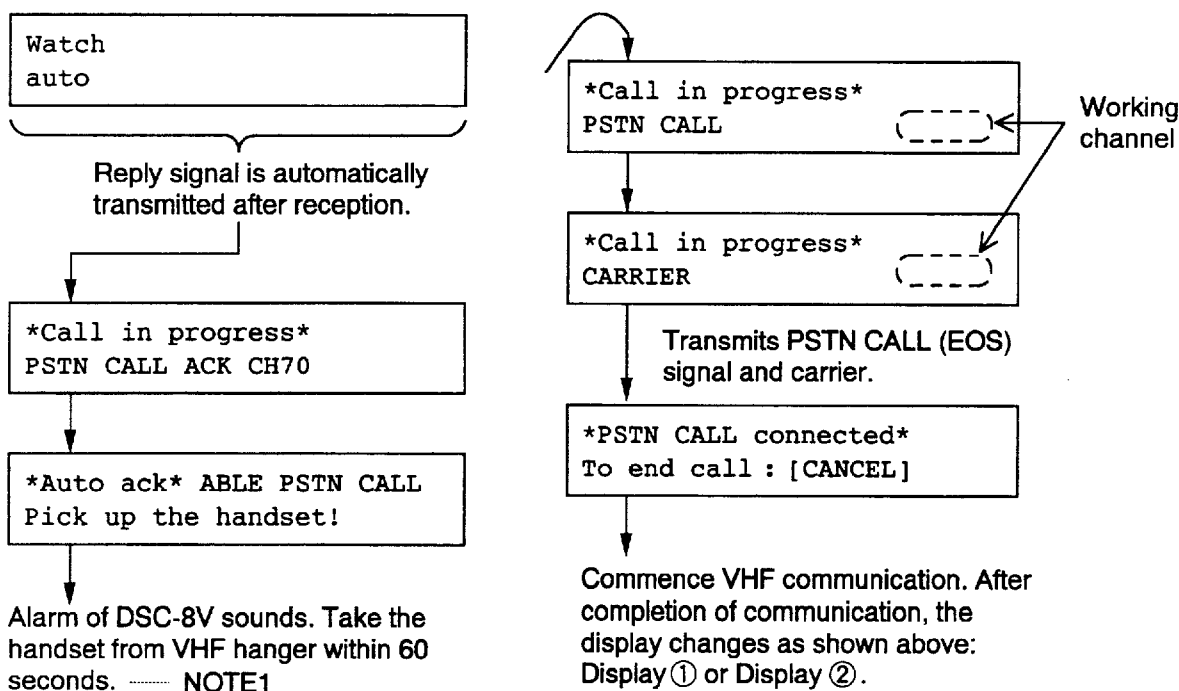 Watch
auto
Reply signal is automatically
transmitted after reception.
*Call in progress*
PSTN CALL ACK CH70
*Auto ack* ABLE PSTN CALL
Pick up the handset!
Alarm of DSC-8V sounds. Take the
handset from VHF hanger within 60
seconds. ······ NOTE1
*Call in progress*
PSTN CALL
Working
channel
*Call in progress*
CARRIER
Transmits PSTN CALL (EOS)
signal and carrier.
*PSTN CALL connected*
To end call : [CANCEL]
Commence VHF communication. After
completion of communication, the
display changes as shown above:
Display ① or Display ②.